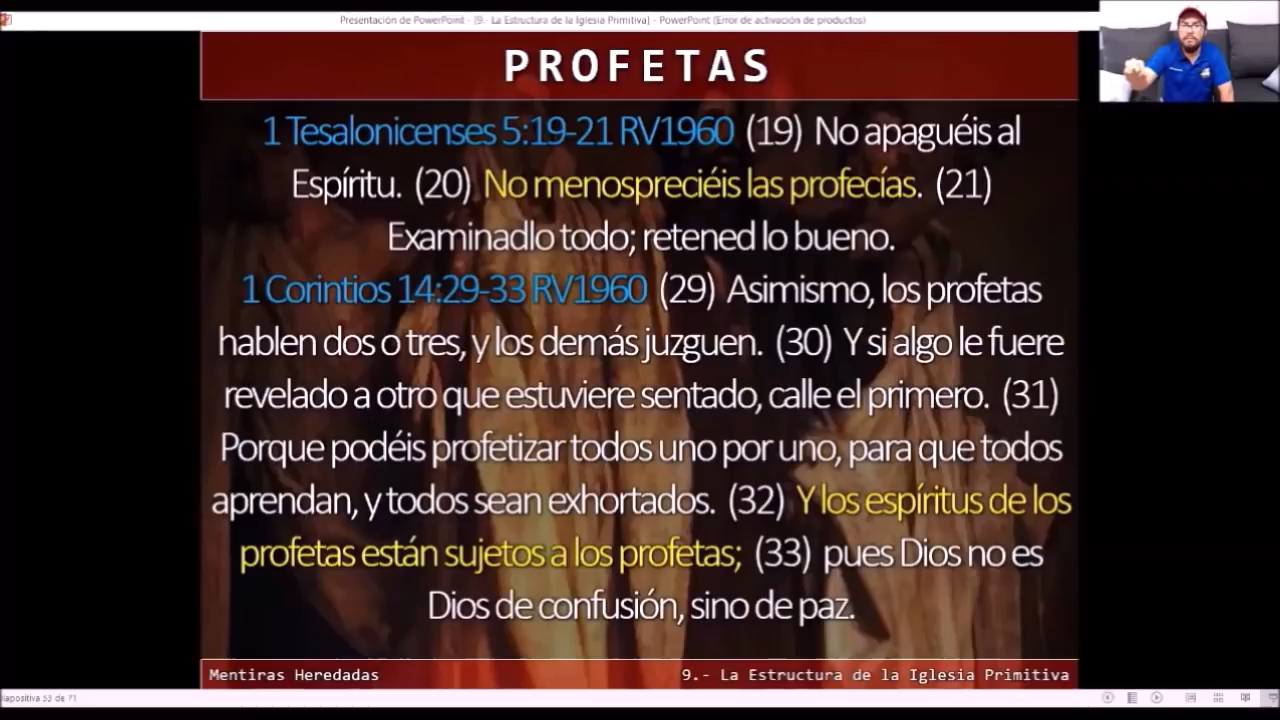 Presentación de PowerPoint - [9.- La Estructura de la Iglesia Primitiva] - PowerPoint (Error de activación de productos)
PROFETAS
1 Tesalonicenses 5:19-21 RV1960 (19) No apaguéis al
Espíritu. (20) No menospreciéis las profecías. (21)
Examinadlo todo; retened lo bueno.
1 Corintios 14:29-33 RV1960 (29) Asimismo, los profetas
hablen dos o tres, y los demás juzguen. (30) Y si algo le fuere
revelado a otro que estuviere sentado, calle el primero. (31)
Porque podéis profetizar todos uno por uno, para que todos
aprendan, y todos sean exhortados. (32) Y los espíritus de los
profetas están sujetos a los profetas; (33) pues Dios no es
Dios de confusión, sino de paz.
Mentiras Heredadas
9.- La Estructura de la Iglesia Primitiva
iapositiva 53 de 71